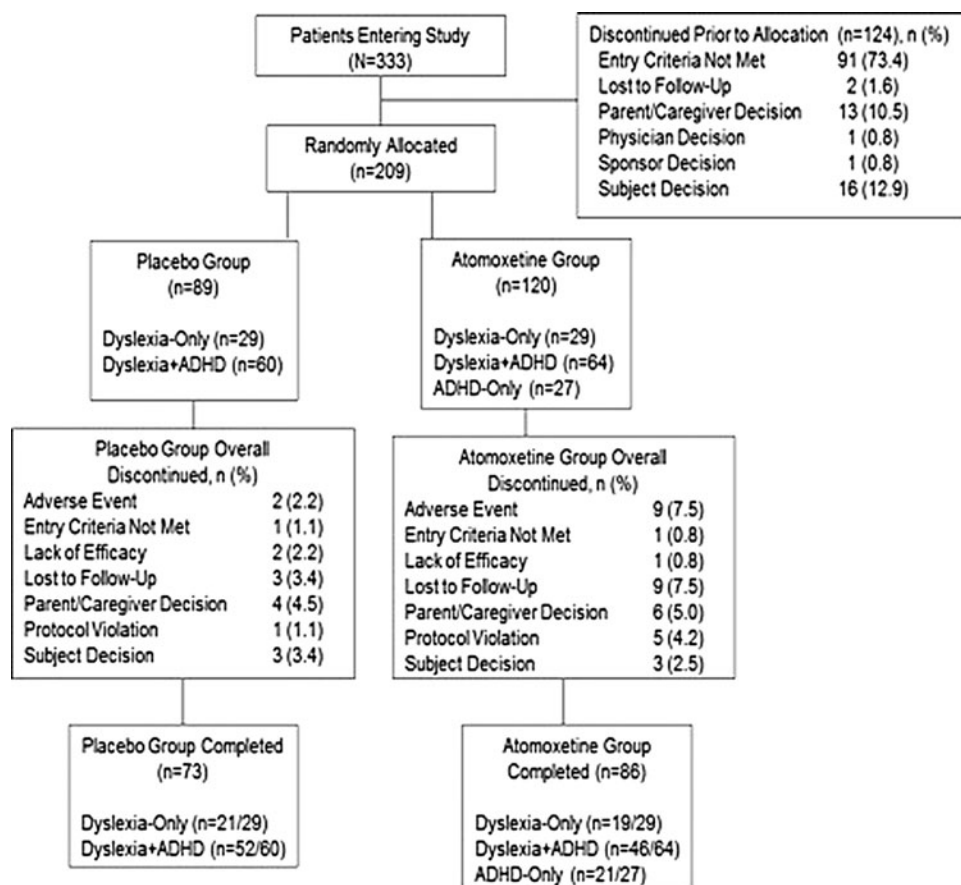 Patients Entering Study
(N=333)
Discontinued Prior to Allocation (n=124), n (%)
Entry Criteria Not Met 91 (73.4)
Lost to Follow-Up 2 (1.6)
Parent/Caregiver Decision 13 (10.5)
Physician Decision 1 (0.8)
Sponsor Decision 1 (0.8)
Subject Decision 16 (12.9)
Randomly Allocated
(n=209)
Placebo Group
(n=89)
Dyslexia-Only (n=29)
Dyslexia+ADHD (n=60)
Atomoxetine Group
(n=120)
Dyslexia-Only (n=29)
Dyslexia+ADHD (n=64)
ADHD-Only (n=27)
Placebo Group Overall
Discontinued, n (%)
Adverse Event 2 (2.2)
Entry Criteria Not Met 1 (1.1)
Lack of Efficacy 2 (2.2)
Lost to Follow-Up 3 (3.4)
Parent/Caregiver Decision 4 (4.5)
Protocol Violation 1 (1.1)
Subject Decision 3 (3.4)
Atomoxetine Group Overall
Discontinued, n (%)
Adverse Event 9 (7.5)
Entry Criteria Not Met 1 (0.8)
Lack of Efficacy 1 (0.8)
Lost to Follow-Up 9 (7.5)
Parent/Caregiver Decision 6 (5.0)
Protocol Violation 5 (4.2)
Subject Decision 3 (2.5)
Placebo Group Completed
(n=73)
Dyslexia-Only (n=21/29)
Dyslexia+ADHD (n=52/60)
Atomoxetine Group
Completed (n=86)
Dyslexia-Only (n=19/29)
Dyslexia+ADHD (n=46/64)
ADHD-Only (n=21/27)